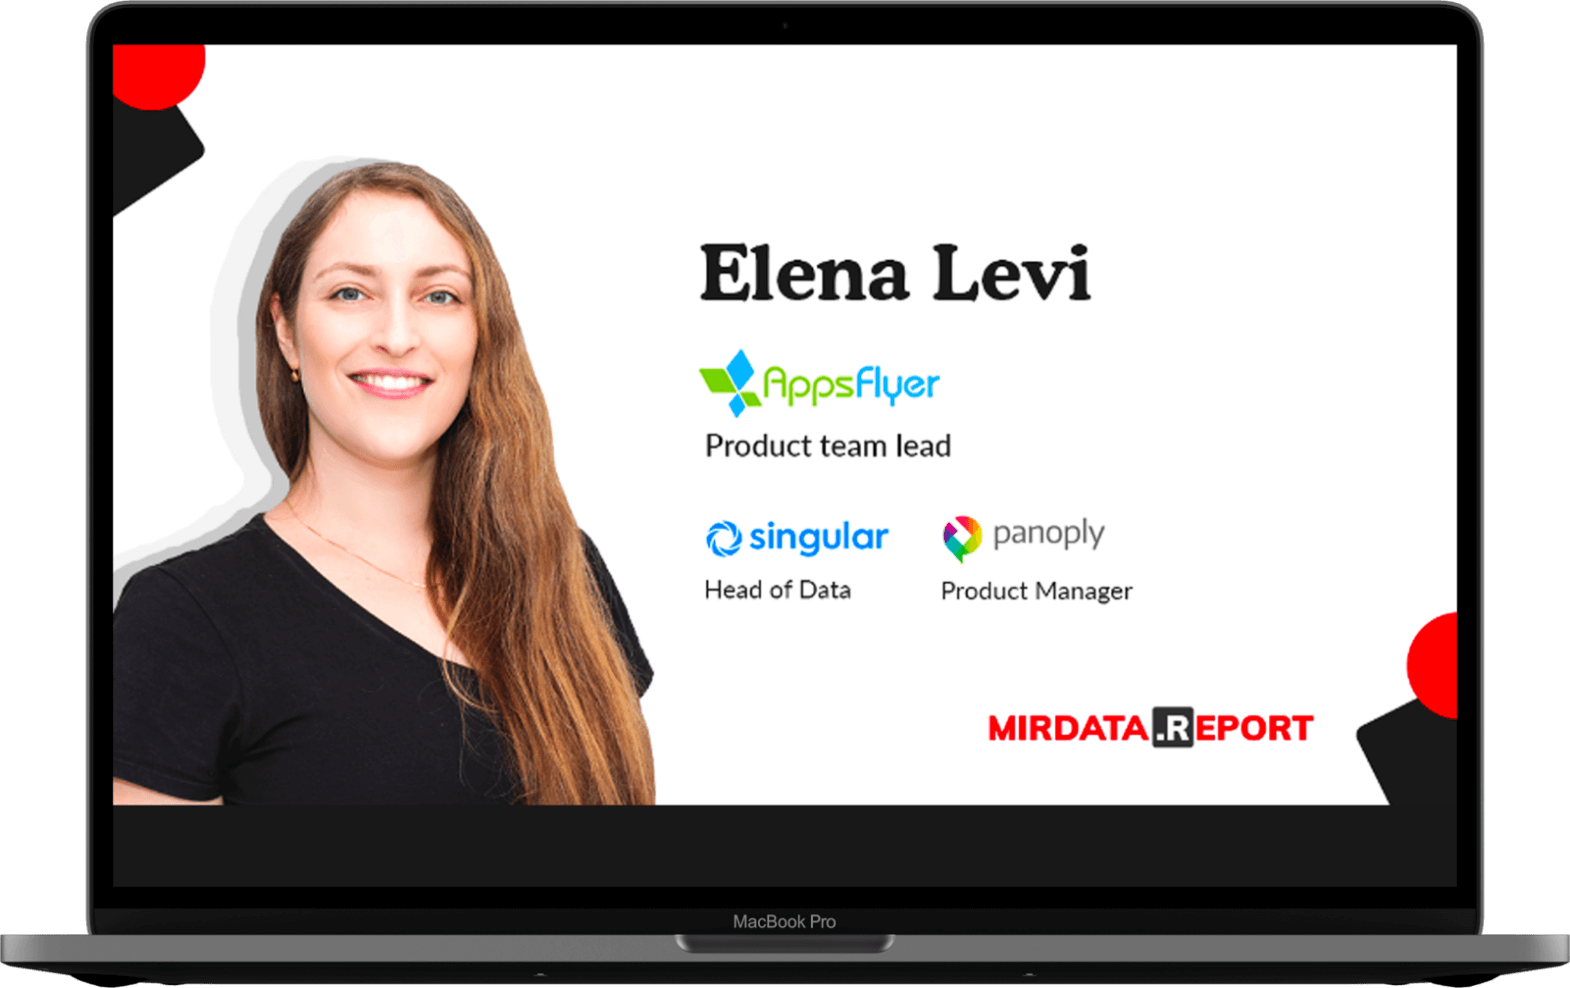 Elena Levi
AppsFlyer
Product team lead
singular
panoply
Head of Data
Product Manager
MIRDATA.REPORT
MacBook Pro